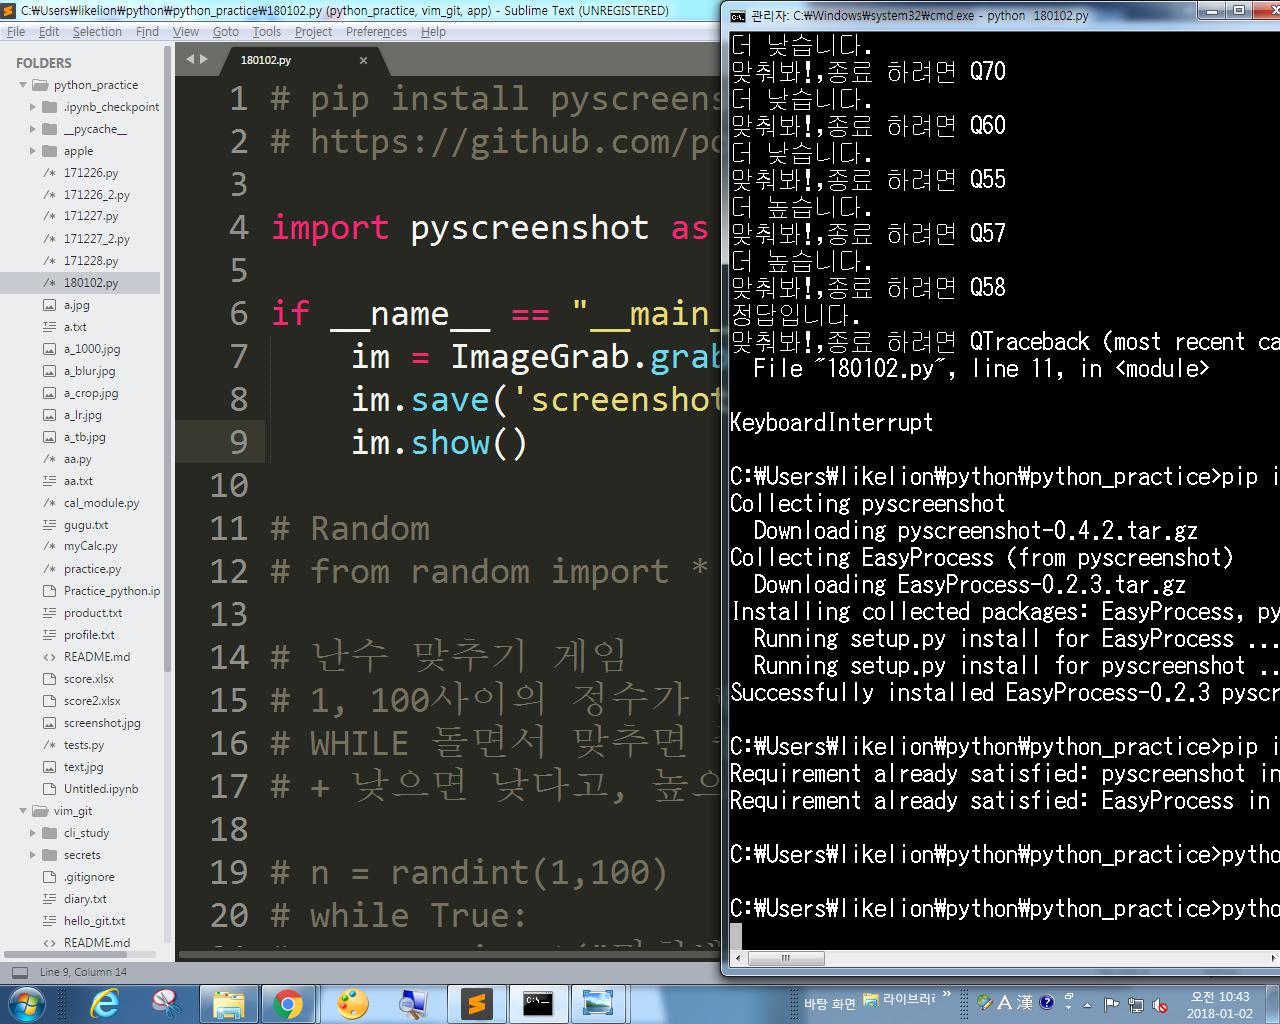 C:₩Users₩likelion₩python₩python_practice₩180102.py (python_practice, vim_git, app) - Sublime Text (UNREGISTERED)
File Edit Selection Find View Goto Tools Project Preferences Help
FOLDERS
python_practice
.ipynb_checkpoint
__pycache__
apple
171226.py
171226_2.py
171227.py
171227_2.py
171228.py
180102.py
a.jpg
a.txt
a_1000.jpg
a_blur.jpg
a_crop.jpg
a_lr.jpg
a_tb.jpg
aa.py
aa.txt
cal_module.py
gugu.txt
myCalc.py
practice.py
Practice_python.ip
product.txt
profile.txt
README.md
score.xlsx
score2.xlsx
screenshot.jpg
tests.py
text.jpg
Untitled.ipynb
vim_git
cli_study
secrets
.gitignore
diary.txt
hello_git.txt
README.md
180102.py
1 # pip install pyscreens
2 # https://github.com/po
3
4 import pyscreenshot as
5
6 if __name__ == "__main_
7 im = ImageGrab.grab
8 im.save('screenshot
9 im.show()
10
11 # Random
12 # from random import *
13
14 # 난수 맞추기 게임
15 # 1, 100사이의 정수가
16 # WHILE 돌면서 맞추면
17 # + 낮으면 낮다고, 높으
18
19 # n = randint(1,100)
20 # while True:
Line 9, Column 14
관리자: C:₩Windows₩system32₩cmd.exe - python 180102.py
더 낮습니다.
맞춰봐!,종료 하려면 Q70
더 낮습니다.
맞춰봐!,종료 하려면 Q60
더 낮습니다.
맞춰봐!,종료 하려면 Q55
더 높습니다.
맞춰봐!,종료 하려면 Q57
더 높습니다.
맞춰봐!,종료 하려면 Q58
정답입니다.
맞춰봐!,종료 하려면 QTraceback (most recent ca
File "180102.py", line 11, in <module>
KeyboardInterrupt
C:₩Users₩likelion₩python₩python_practice>pip i
Collecting pyscreenshot
Downloading pyscreenshot-0.4.2.tar.gz
Collecting EasyProcess (from pyscreenshot)
Downloading EasyProcess-0.2.3.tar.gz
Installing collected packages: EasyProcess, py
Running setup.py install for EasyProcess ...
Running setup.py install for pyscreenshot ..
Successfully installed EasyProcess-0.2.3 pyscr
C:₩Users₩likelion₩python₩python_practice>pip i
Requirement already satisfied: pyscreenshot in
Requirement already satisfied: EasyProcess in
C:₩Users₩likelion₩python₩python_practice>pytho
C:₩Users₩likelion₩python₩python_practice>pytho
바탕 화면 라이브러리 » A 漢
오전 10:43
2018-01-02